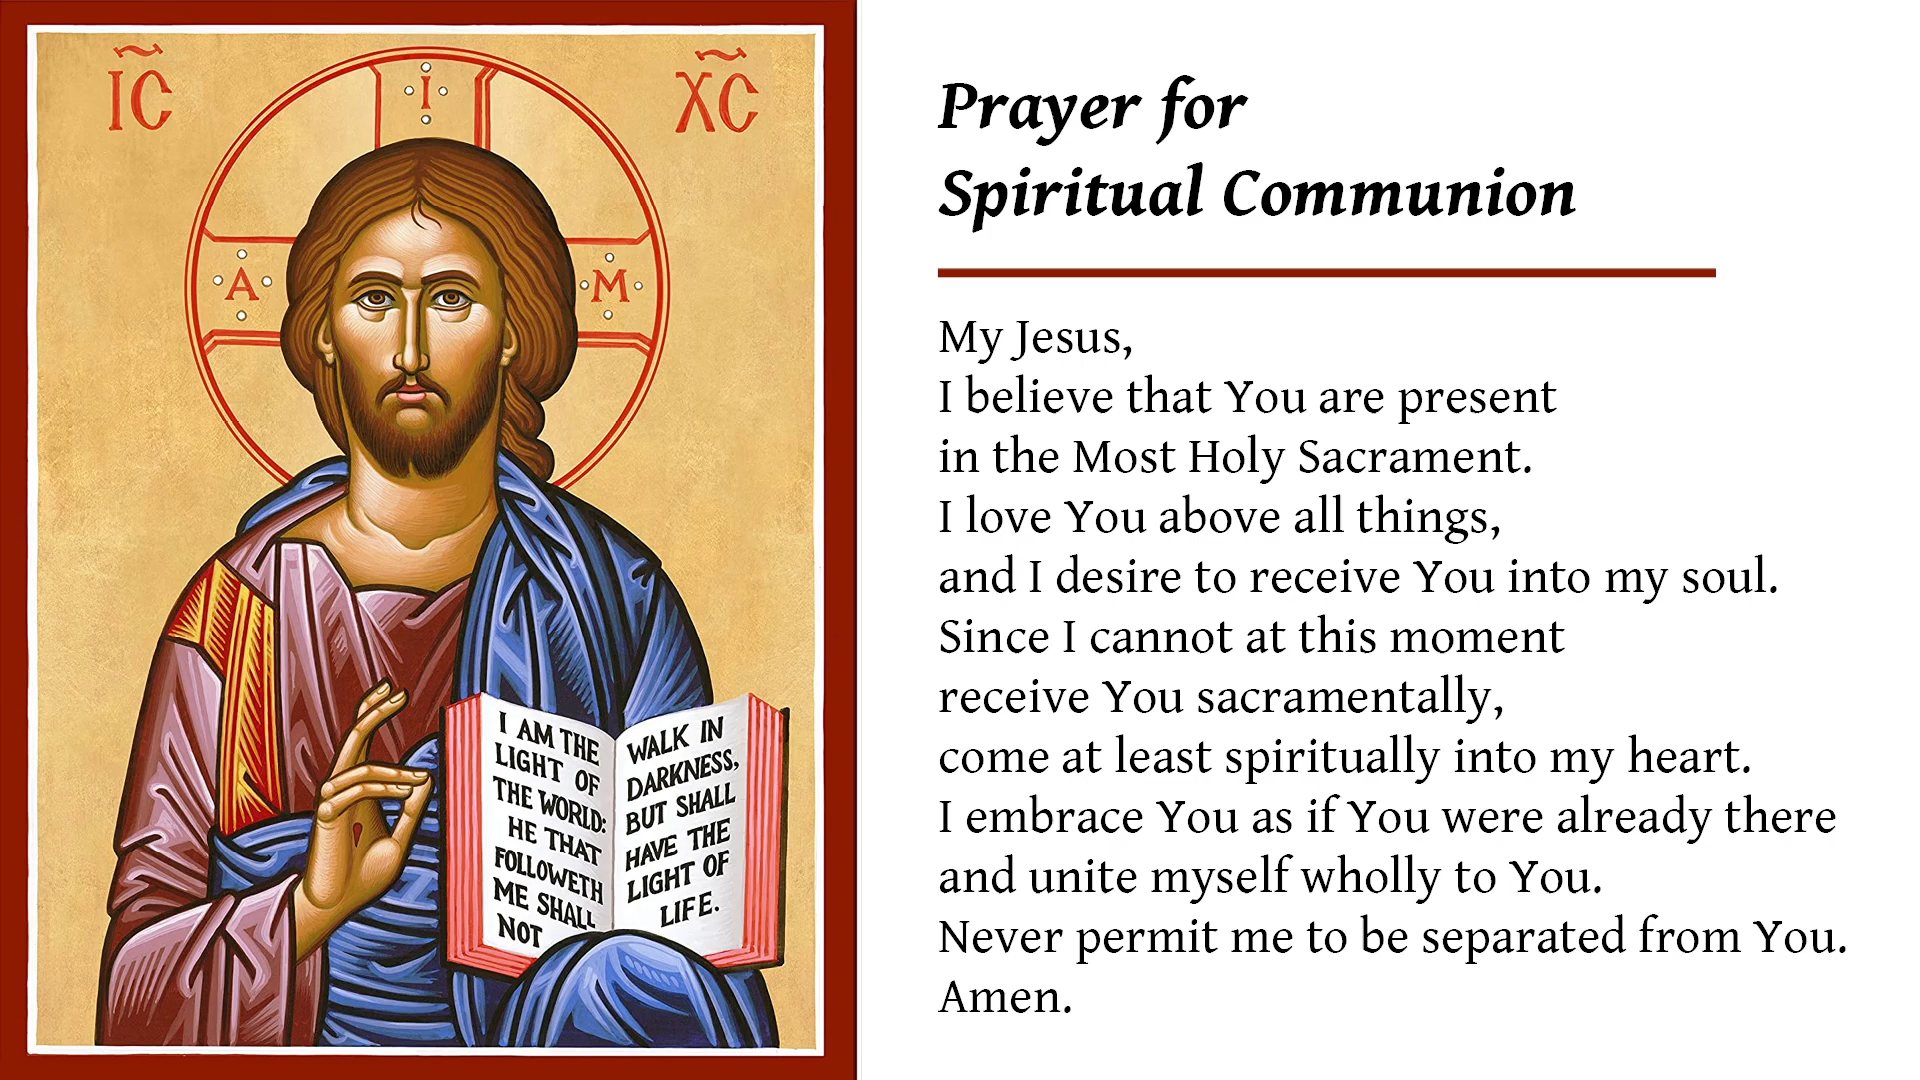 IC
XC
I
A
M
I AM THE
LIGHT OF
THE WORLD:
HE THAT
FOLLOWETH
ME SHALL
NOT
WALK IN
DARKNESS,
BUT SHALL
HAVE THE
LIGHT OF
LIFE.
Prayer for
Spiritual Communion
My Jesus,
I believe that You are present
in the Most Holy Sacrament.
I love You above all things,
and I desire to receive You into my soul.
Since I cannot at this moment
receive You sacramentally,
come at least spiritually into my heart.
I embrace You as if You were already there
and unite myself wholly to You.
Never permit me to be separated from You.
Amen.